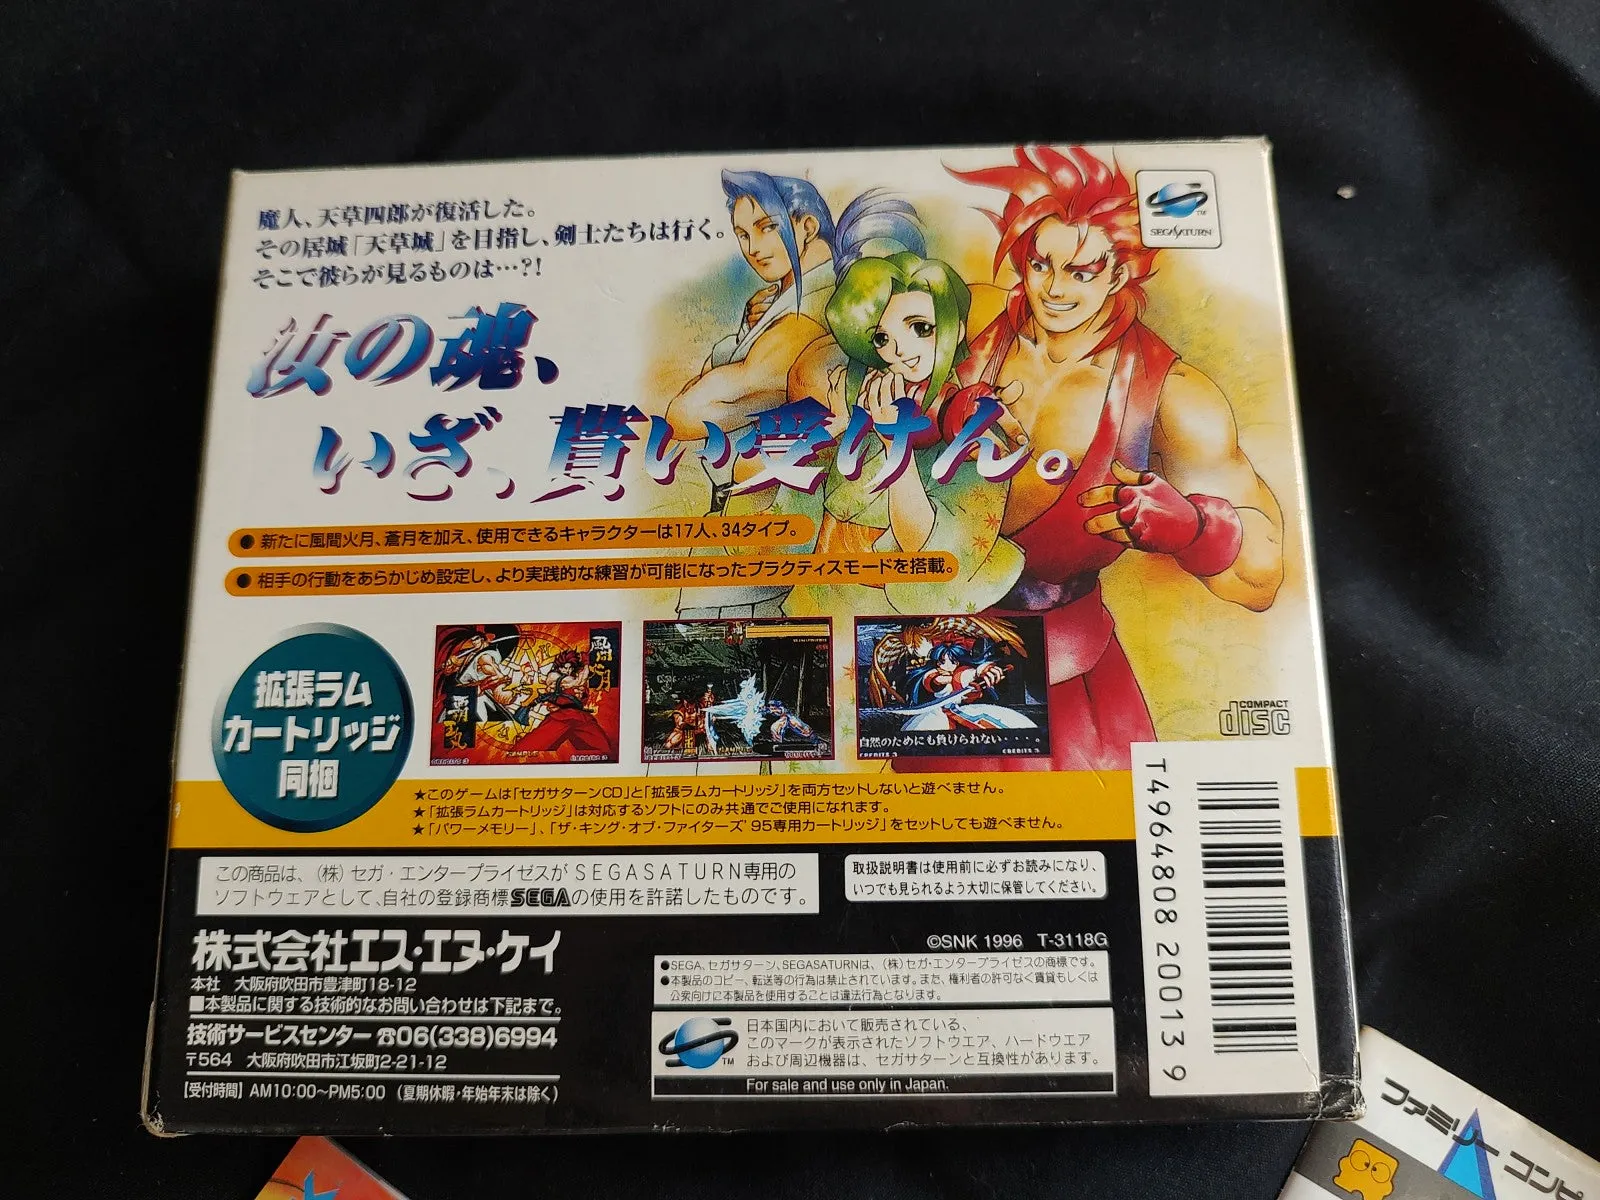 魔人、天草四郎が復活した。
その居城「天草城」を目指し、剣士たちは行く。
そこで彼らが見るものは…?!
SEGA SATURN
TM
汝の魂、
いざ、貰い受けん。
●新たに風間火月、蒼月を加え、使用できるキャラクターは17人、34タイプ。
●相手の行動をあらかじめ設定し、より実践的な練習が可能になったプラクティスモードを搭載。
拡張ラム
カートリッジ
同梱
自然のためにも負けられない・・・。
CREDITS 3
COMPACT
disc
★このゲームは「セガサターンCD」と「拡張ラムカートリッジ」を両方セットしないと遊べません。
★「拡張ラムカートリッジ」は対応するソフトにのみ共通でご使用になれます。
★「パワーメモリー」、「ザ・キング・オブ・ファイターズ'95専用カートリッジ」をセットしても遊べません。
この商品は、(株)セガ・エンタープライゼスがSEGASATURN専用の
ソフトウェアとして、自社の登録商標SEGAの使用を許諾したものです。
取扱説明書は使用前に必ずお読みになり、
いつでも見られるよう大切に保管してください。
株式会社エス・エヌ・ケイ
本社 大阪府吹田市豊津町18-12
■本製品に関する技術的なお問い合わせは下記まで。
技術サービスセンター ☎06(338)6994
〒564 大阪府吹田市江坂町2-21-12
【受付時間】AM10:00〜PM5:00 (夏期休暇・年始年末は除く)
©SNK 1996 T-3118G
●SEGA、セガサターン、SEGASATURNは、(株)セガ・エンタープライゼスの商標です。
●本製品のコピー、転送等の行為は禁止されています。また、権利者の許可なく賃貸もしくは
公衆向けに本製品を使用することは違法行為となります。
日本国内において販売されている、
このマークが表示されたソフトウエア、ハードウエア
および周辺機器は、セガサターンと互換性があります。
TM
For sale and use only in Japan.
T4964808 200139
ファミリー コンピ